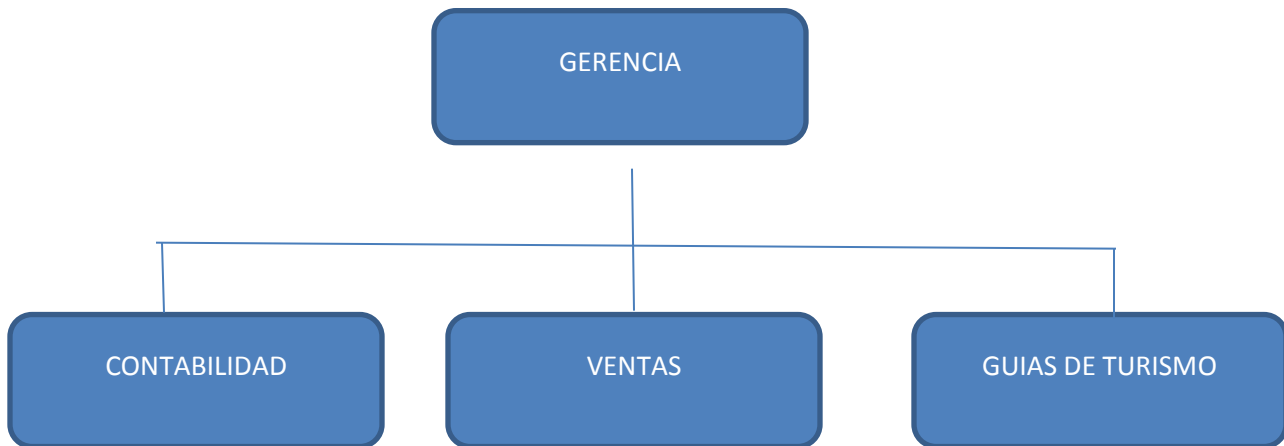 GERENCIA
CONTABILIDAD
VENTAS
GUIAS DE TURISMO